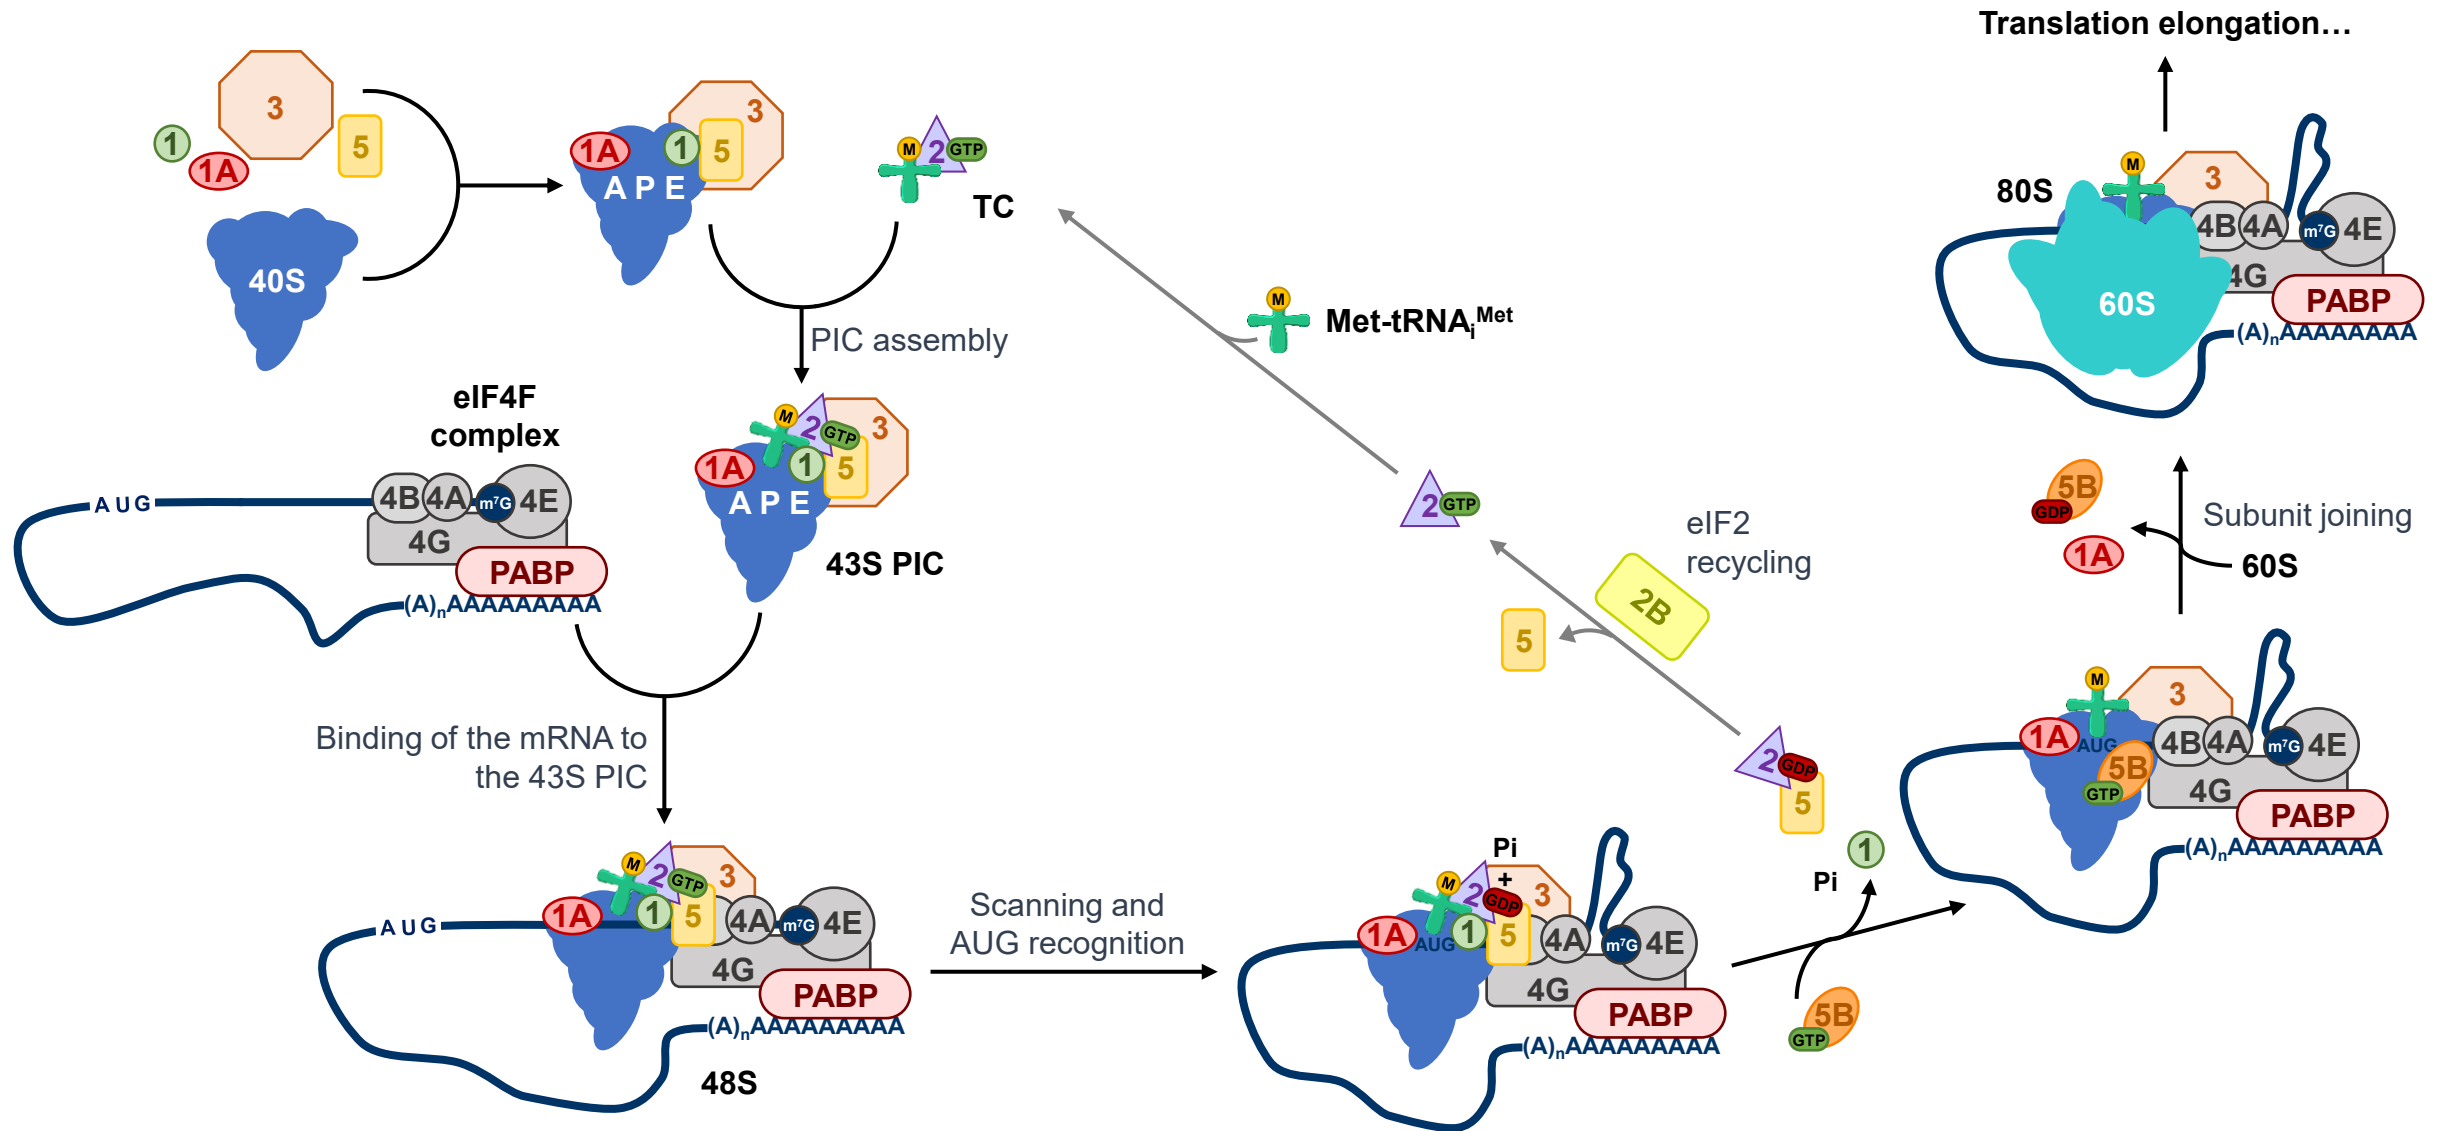 Translation elongation…
3
1
1A
5
40S
3
1A
1
5
A P E
M
2
GTP
TC
PIC assembly
M
Met-tRNAiMet
eIF4F
complex
AUG
4B
4A
m7G
4E
4G
PABP
(A)nAAAAAAAAA
M
2
GTP
3
1A
1
5
A P E
43S PIC
2
GTP
eIF2
recycling
2B
5
2
GDP
5
Binding of the mRNA to
the 43S PIC
M
2
GTP
3
AUG
1A
1
5
4A
m7G
4E
4G
PABP
(A)nAAAAAAAAA
48S
Scanning and
AUG recognition
Pi
+
M
2
GDP
3
1A
AUG
1
5
4A
m7G
4E
4G
PABP
(A)nAAAAAAAAA
Pi
1
5B
GTP
M
3
1A
AUG
4B
4A
m7G
4E
5B
GTP
4G
PABP
(A)nAAAAAAAAA
5B
GDP
1A
Subunit joining
60S
80S
M
3
4B
4A
m7G
4E
4G
60S
PABP
(A)nAAAAAAAA